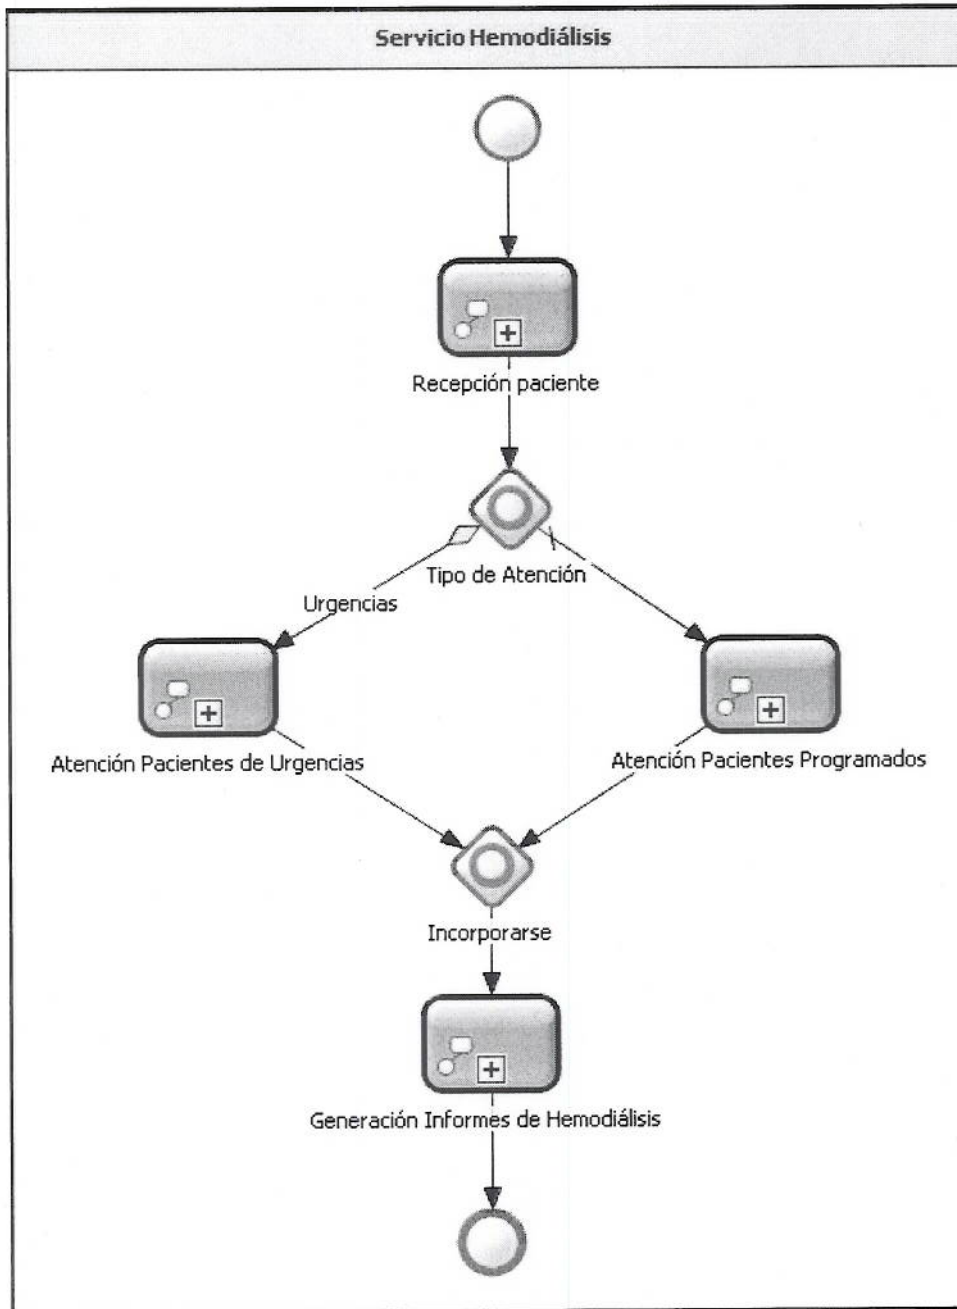 Servicio Hemodiálisis
Recepción paciente
Tipo de Atención
Urgencias
Atención Pacientes de Urgencias
Atención Pacientes Programados
Incorporarse
Generación Informes de Hemodiálisis